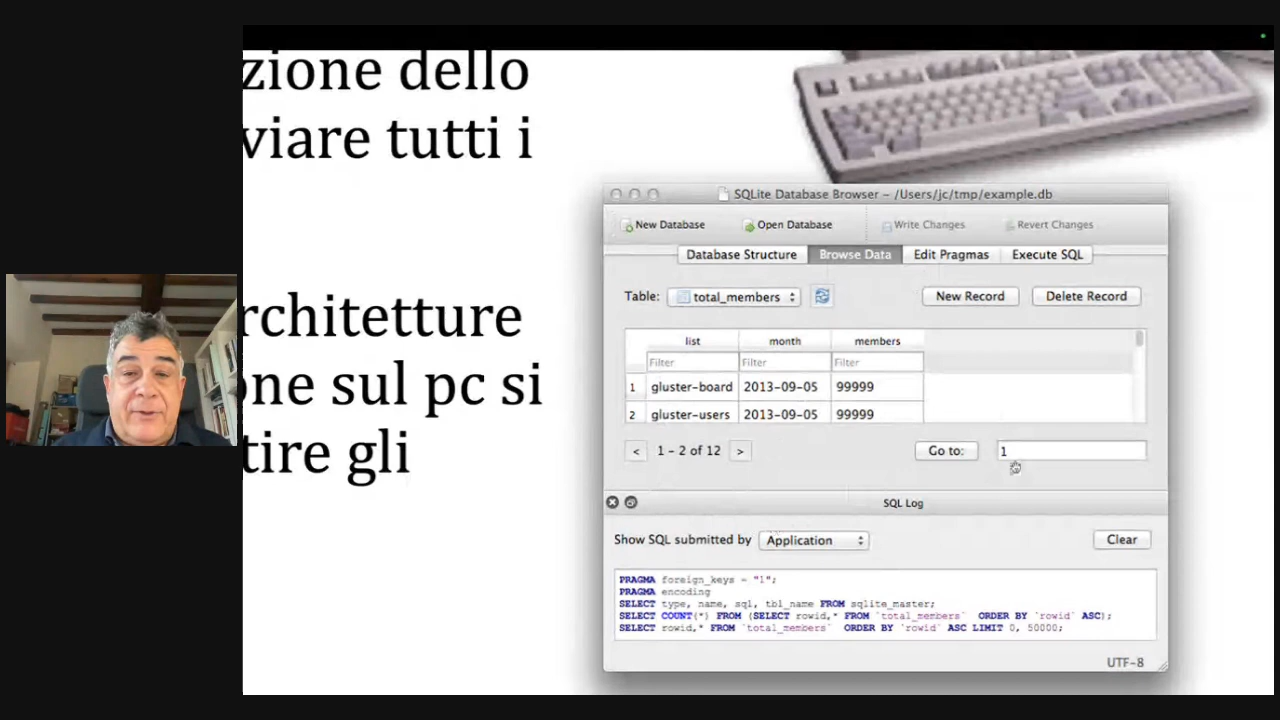 zione dello
viare tutti i
rchitetture
one sul pc si
tire gli
SQLite Database Browser - /Users/jc/tmp/example.db
New Database Open Database Write Changes Revert Changes
Database Structure Browse Data Edit Pragmas Execute SQL
Table: total_members New Record Delete Record
list month members
Filter Filter Filter
1 gluster-board 2013-09-05 99999
2 gluster-users 2013-09-05 99999
< 1 - 2 of 12 > Go to: 1
SQL Log
Show SQL submitted by Application Clear
PRAGMA foreign_keys = "1";
PRAGMA encoding
SELECT type, name, sql, tbl_name FROM sqlite_master;
SELECT COUNT(*) FROM (SELECT rowid,* FROM `total_members` ORDER BY `rowid` ASC);
SELECT rowid,* FROM `total_members` ORDER BY `rowid` ASC LIMIT 0, 50000;
UTF-8